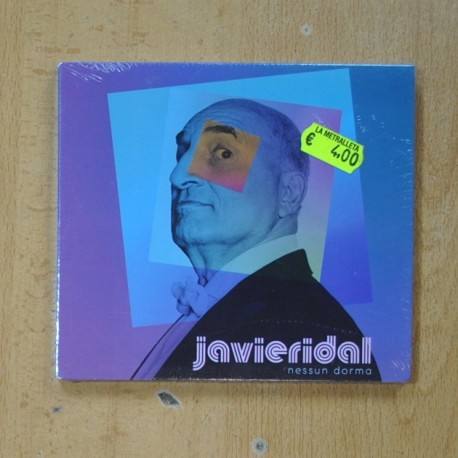 LA METRALLETA
€ 4,00
javieridal
nessun dorma